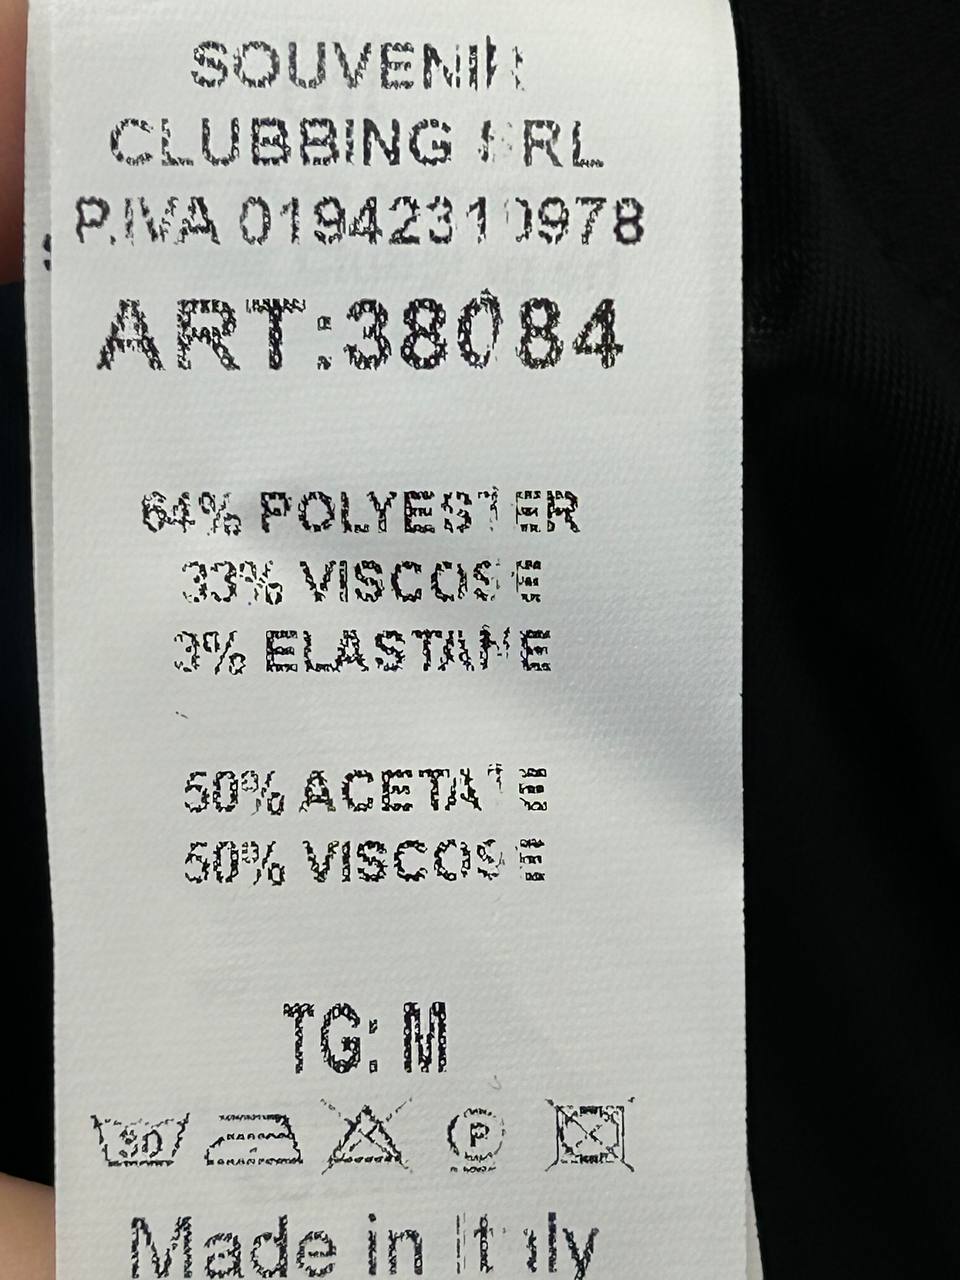 SOUVENIR
CLUBBING SRL
P.IVA 01942310978
ART:38084
64% POLYESTER
33% VISCOSE
3% ELASTHNE
50% ACETATE
50% VISCOSE
TG: M
30
P
Made in Italy